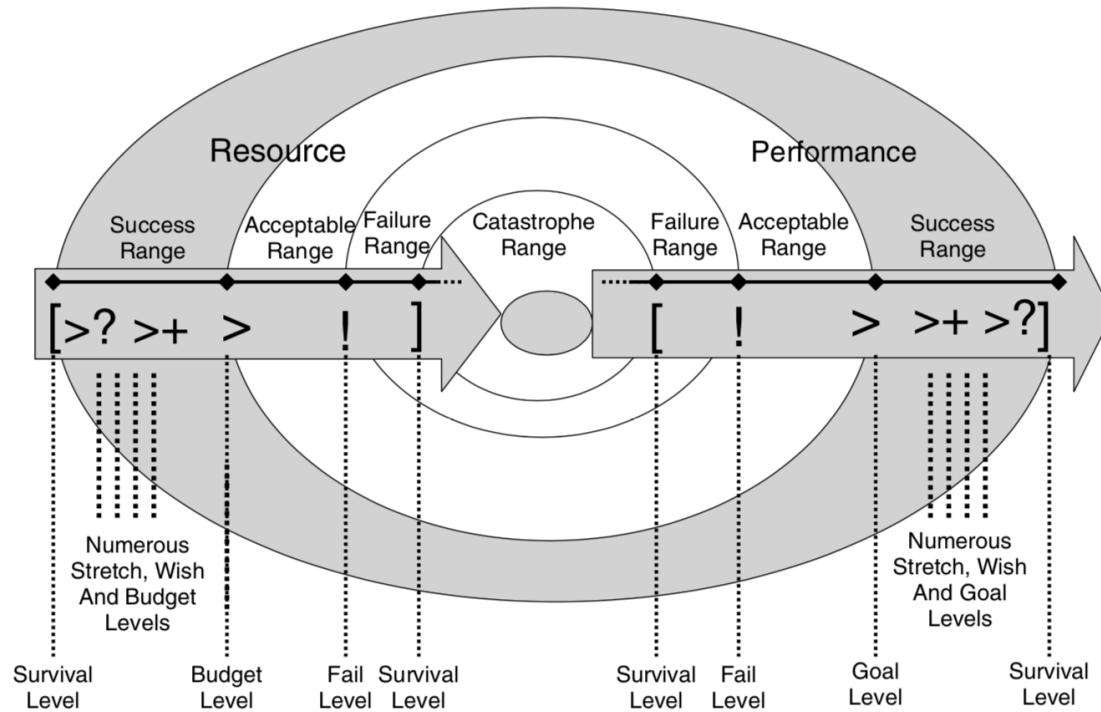 Resource
Performance
Success
Range
Acceptable
Range
Failure
Range
Catastrophe
Range
Failure
Range
Acceptable
Range
Success
Range
[ >? >+ > ! ]
[ ! > >+ >? ]
Numerous
Stretch, Wish
And Budget
Levels
Numerous
Stretch, Wish
And Goal
Levels
Survival
Level
Budget
Level
Fail
Level
Survival
Level
Survival
Level
Fail
Level
Goal
Level
Survival
Level